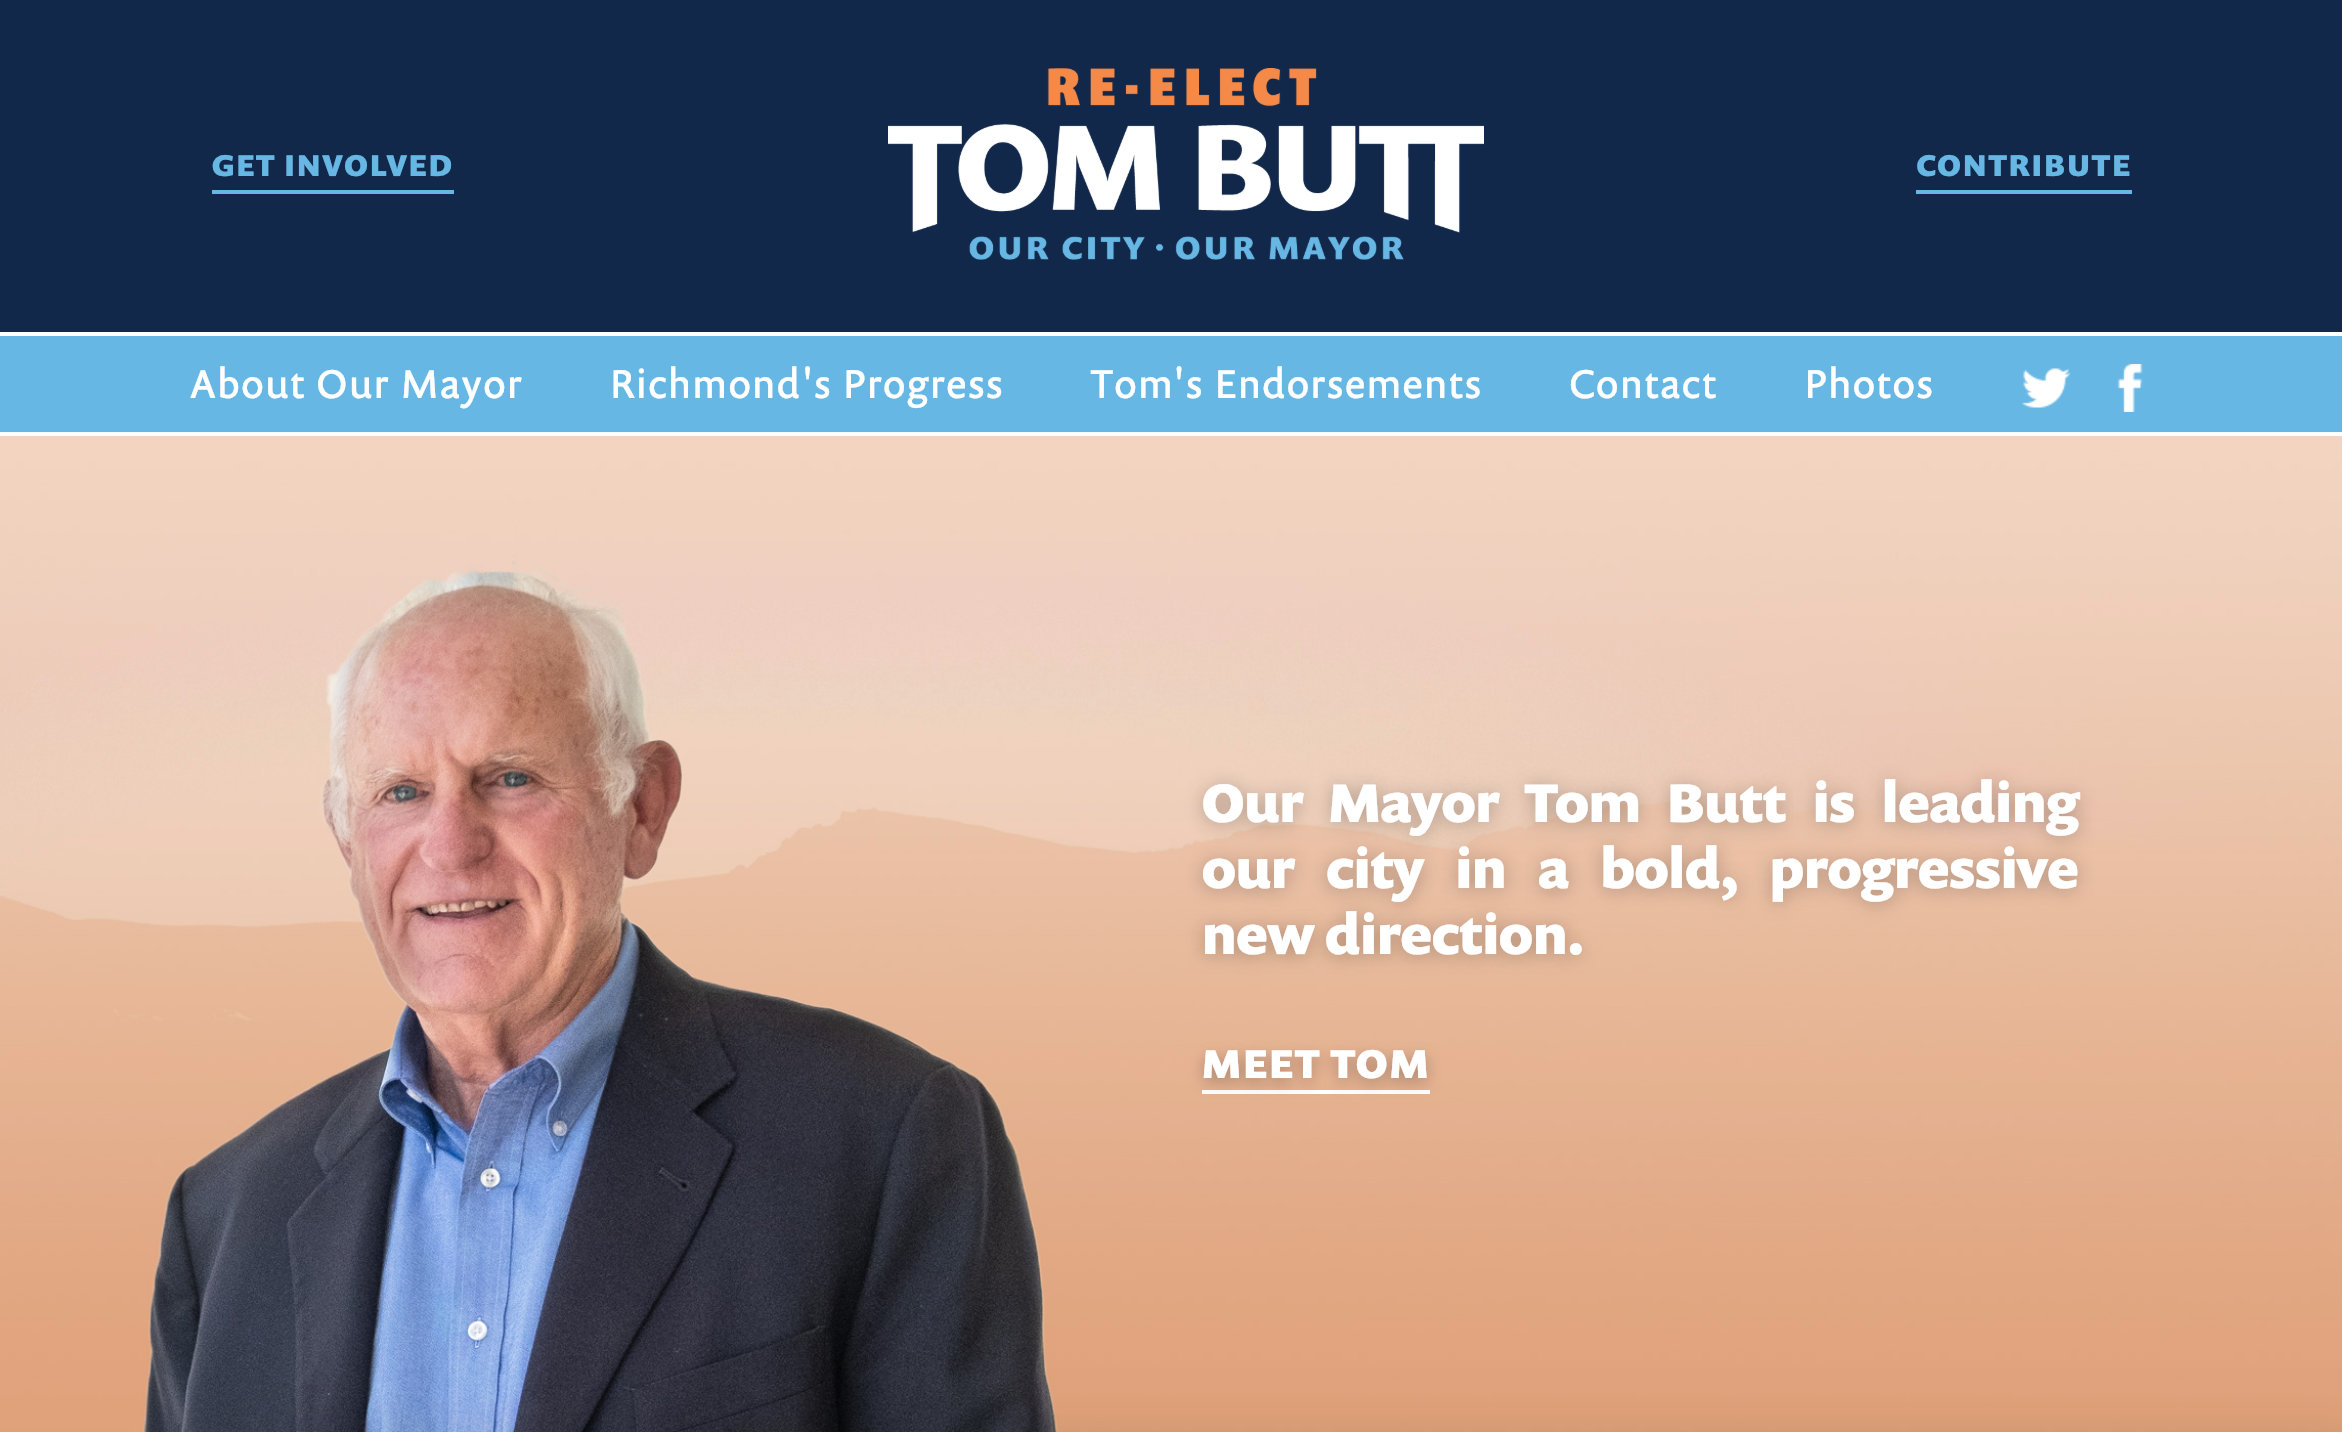 RE-ELECT
TOM BUTT
OUR CITY · OUR MAYOR
GET INVOLVED
CONTRIBUTE
About Our Mayor
Richmond's Progress
Tom's Endorsements
Contact
Photos
Our Mayor Tom Butt is leading
our city in a bold, progressive
new direction.
MEET TOM